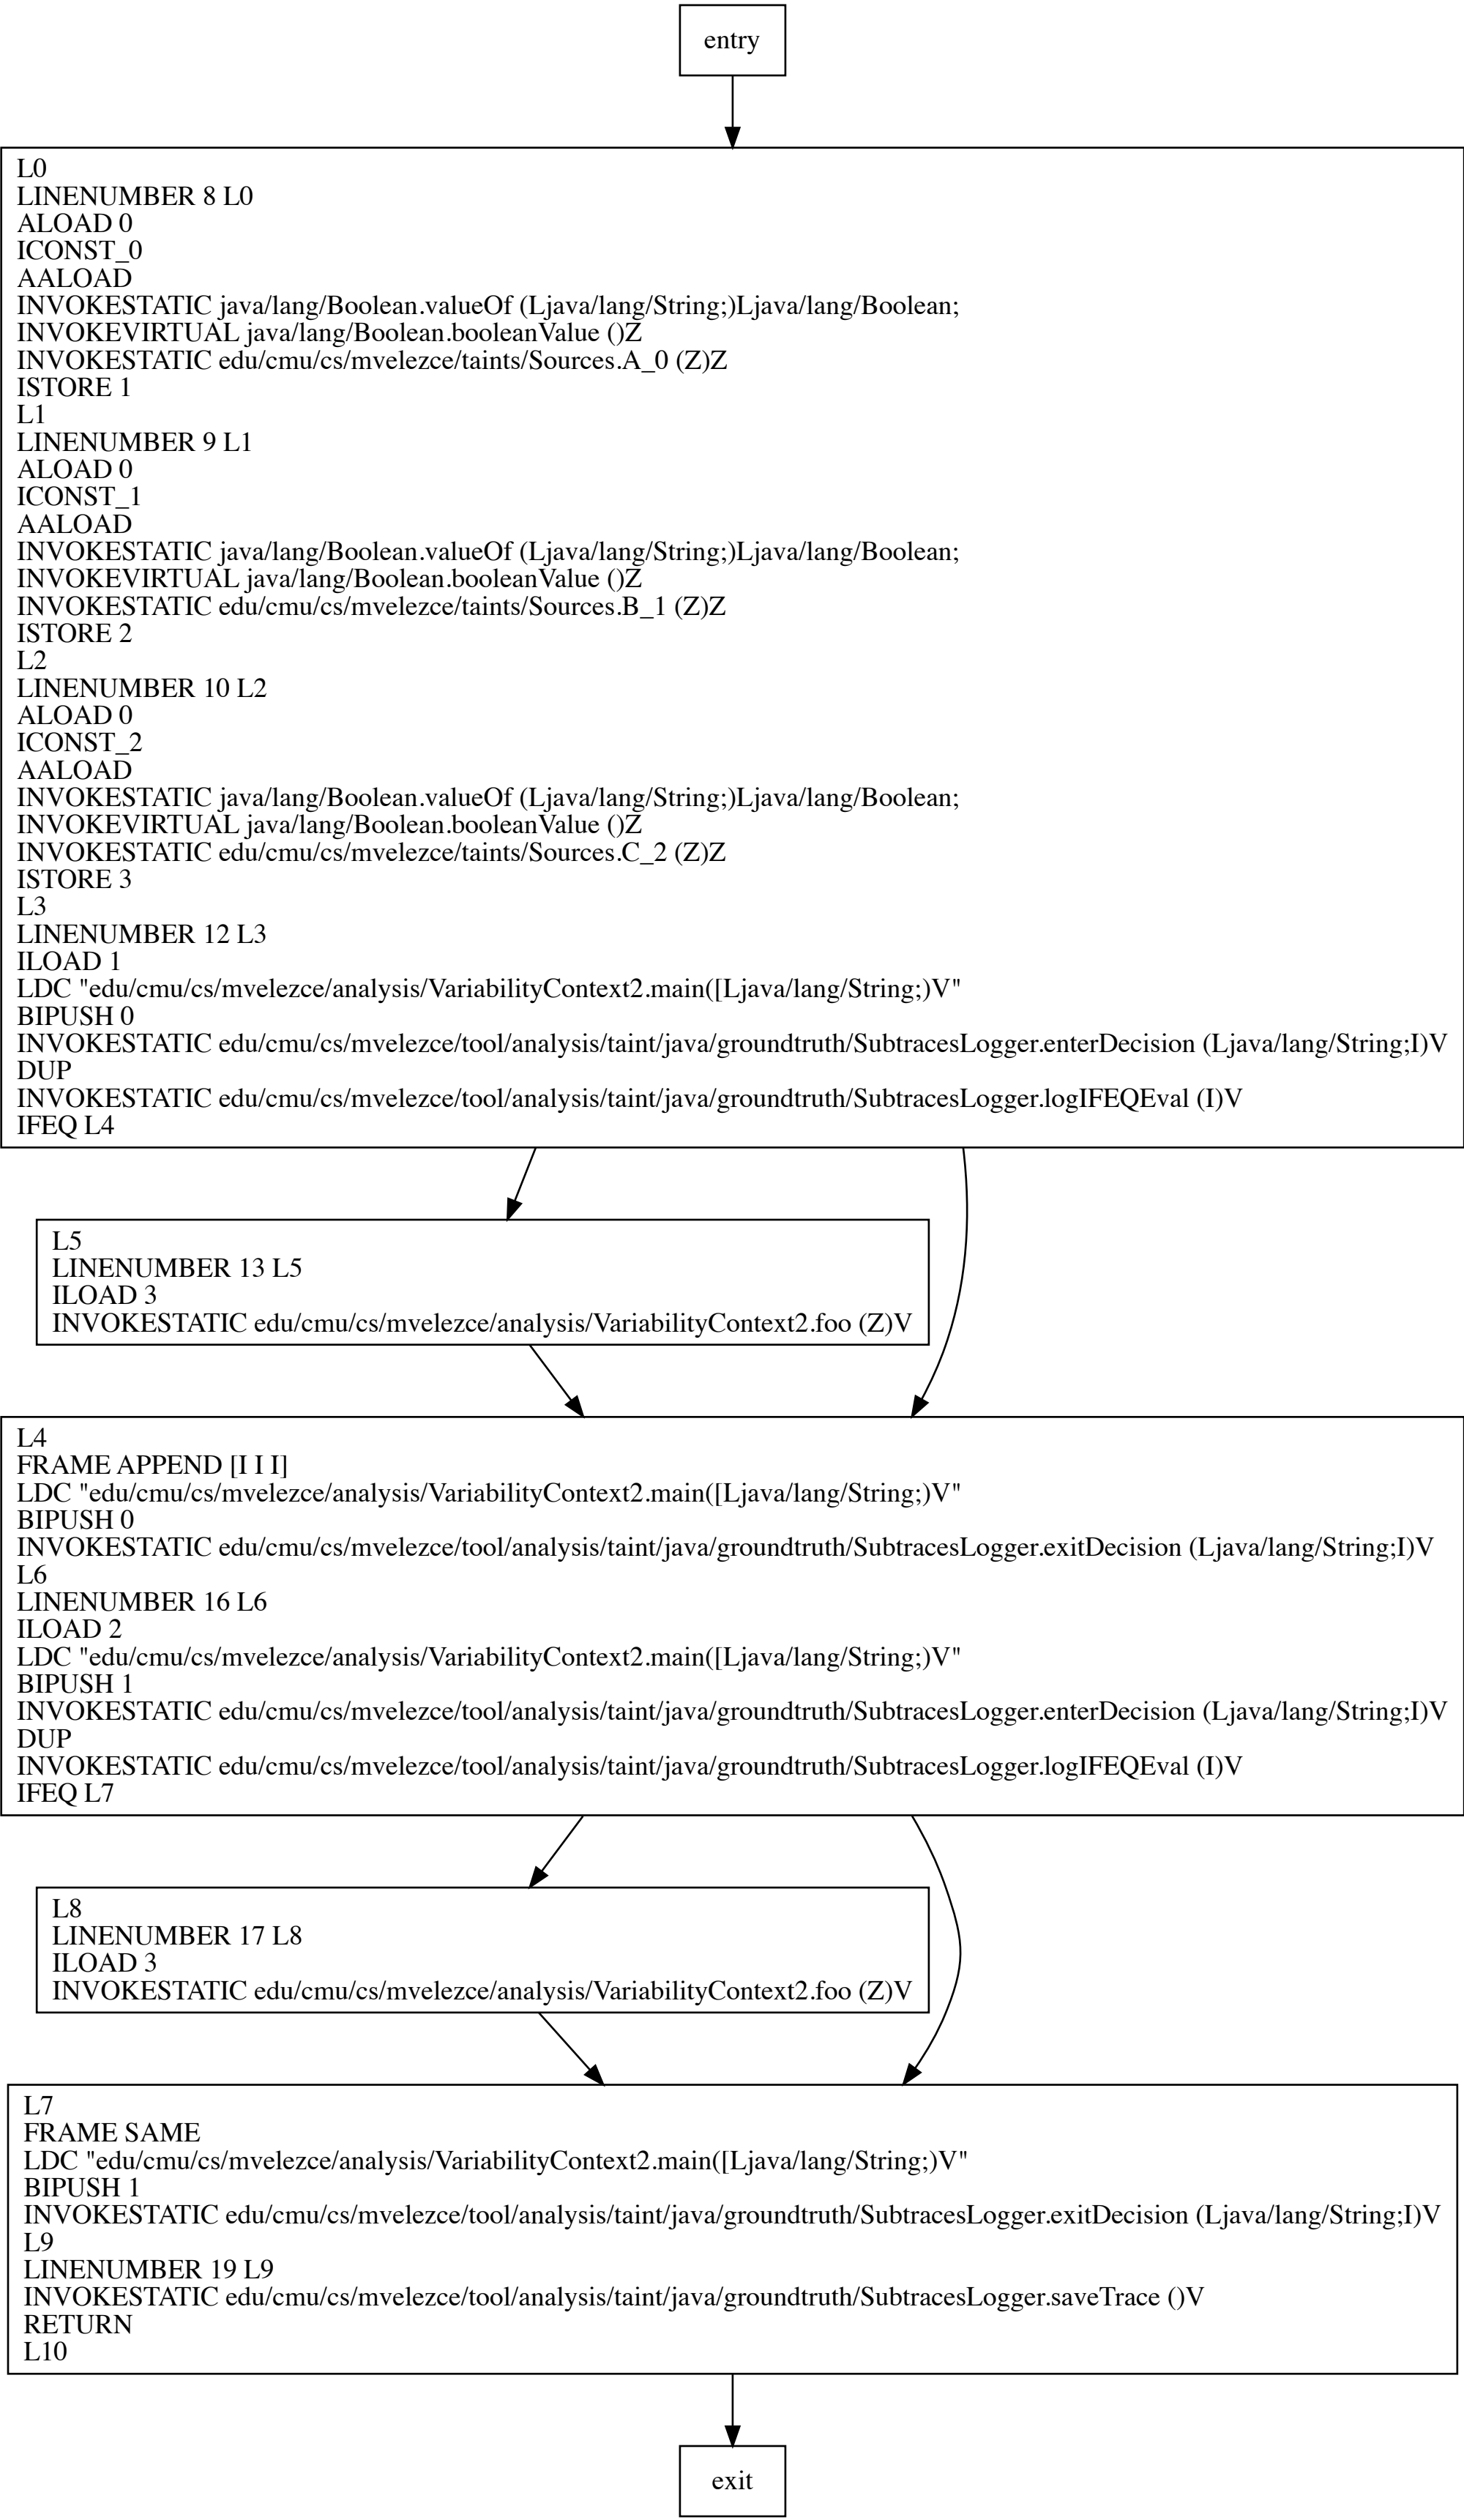 entry
L0
LINENUMBER 8 L0
ALOAD 0
ICONST_0
AALOAD
INVOKESTATIC java/lang/Boolean.valueOf (Ljava/lang/String;)Ljava/lang/Boolean;
INVOKEVIRTUAL java/lang/Boolean.booleanValue ()Z
INVOKESTATIC edu/cmu/cs/mvelezce/taints/Sources.A_0 (Z)Z
ISTORE 1
L1
LINENUMBER 9 L1
ALOAD 0
ICONST_1
AALOAD
INVOKESTATIC java/lang/Boolean.valueOf (Ljava/lang/String;)Ljava/lang/Boolean;
INVOKEVIRTUAL java/lang/Boolean.booleanValue ()Z
INVOKESTATIC edu/cmu/cs/mvelezce/taints/Sources.B_1 (Z)Z
ISTORE 2
L2
LINENUMBER 10 L2
ALOAD 0
ICONST_2
AALOAD
INVOKESTATIC java/lang/Boolean.valueOf (Ljava/lang/String;)Ljava/lang/Boolean;
INVOKEVIRTUAL java/lang/Boolean.booleanValue ()Z
INVOKESTATIC edu/cmu/cs/mvelezce/taints/Sources.C_2 (Z)Z
ISTORE 3
L3
LINENUMBER 12 L3
ILOAD 1
LDC "edu/cmu/cs/mvelezce/analysis/VariabilityContext2.main([Ljava/lang/String;)V"
BIPUSH 0
INVOKESTATIC edu/cmu/cs/mvelezce/tool/analysis/taint/java/groundtruth/SubtracesLogger.enterDecision (Ljava/lang/String;I)V
DUP
INVOKESTATIC edu/cmu/cs/mvelezce/tool/analysis/taint/java/groundtruth/SubtracesLogger.logIFEQEval (I)V
IFEQ L4
L5
LINENUMBER 13 L5
ILOAD 3
INVOKESTATIC edu/cmu/cs/mvelezce/analysis/VariabilityContext2.foo (Z)V
L4
FRAME APPEND [I I I]
LDC "edu/cmu/cs/mvelezce/analysis/VariabilityContext2.main([Ljava/lang/String;)V"
BIPUSH 0
INVOKESTATIC edu/cmu/cs/mvelezce/tool/analysis/taint/java/groundtruth/SubtracesLogger.exitDecision (Ljava/lang/String;I)V
L6
LINENUMBER 16 L6
ILOAD 2
LDC "edu/cmu/cs/mvelezce/analysis/VariabilityContext2.main([Ljava/lang/String;)V"
BIPUSH 1
INVOKESTATIC edu/cmu/cs/mvelezce/tool/analysis/taint/java/groundtruth/SubtracesLogger.enterDecision (Ljava/lang/String;I)V
DUP
INVOKESTATIC edu/cmu/cs/mvelezce/tool/analysis/taint/java/groundtruth/SubtracesLogger.logIFEQEval (I)V
IFEQ L7
L8
LINENUMBER 17 L8
ILOAD 3
INVOKESTATIC edu/cmu/cs/mvelezce/analysis/VariabilityContext2.foo (Z)V
L7
FRAME SAME
LDC "edu/cmu/cs/mvelezce/analysis/VariabilityContext2.main([Ljava/lang/String;)V"
BIPUSH 1
INVOKESTATIC edu/cmu/cs/mvelezce/tool/analysis/taint/java/groundtruth/SubtracesLogger.exitDecision (Ljava/lang/String;I)V
L9
LINENUMBER 19 L9
INVOKESTATIC edu/cmu/cs/mvelezce/tool/analysis/taint/java/groundtruth/SubtracesLogger.saveTrace ()V
RETURN
L10
exit